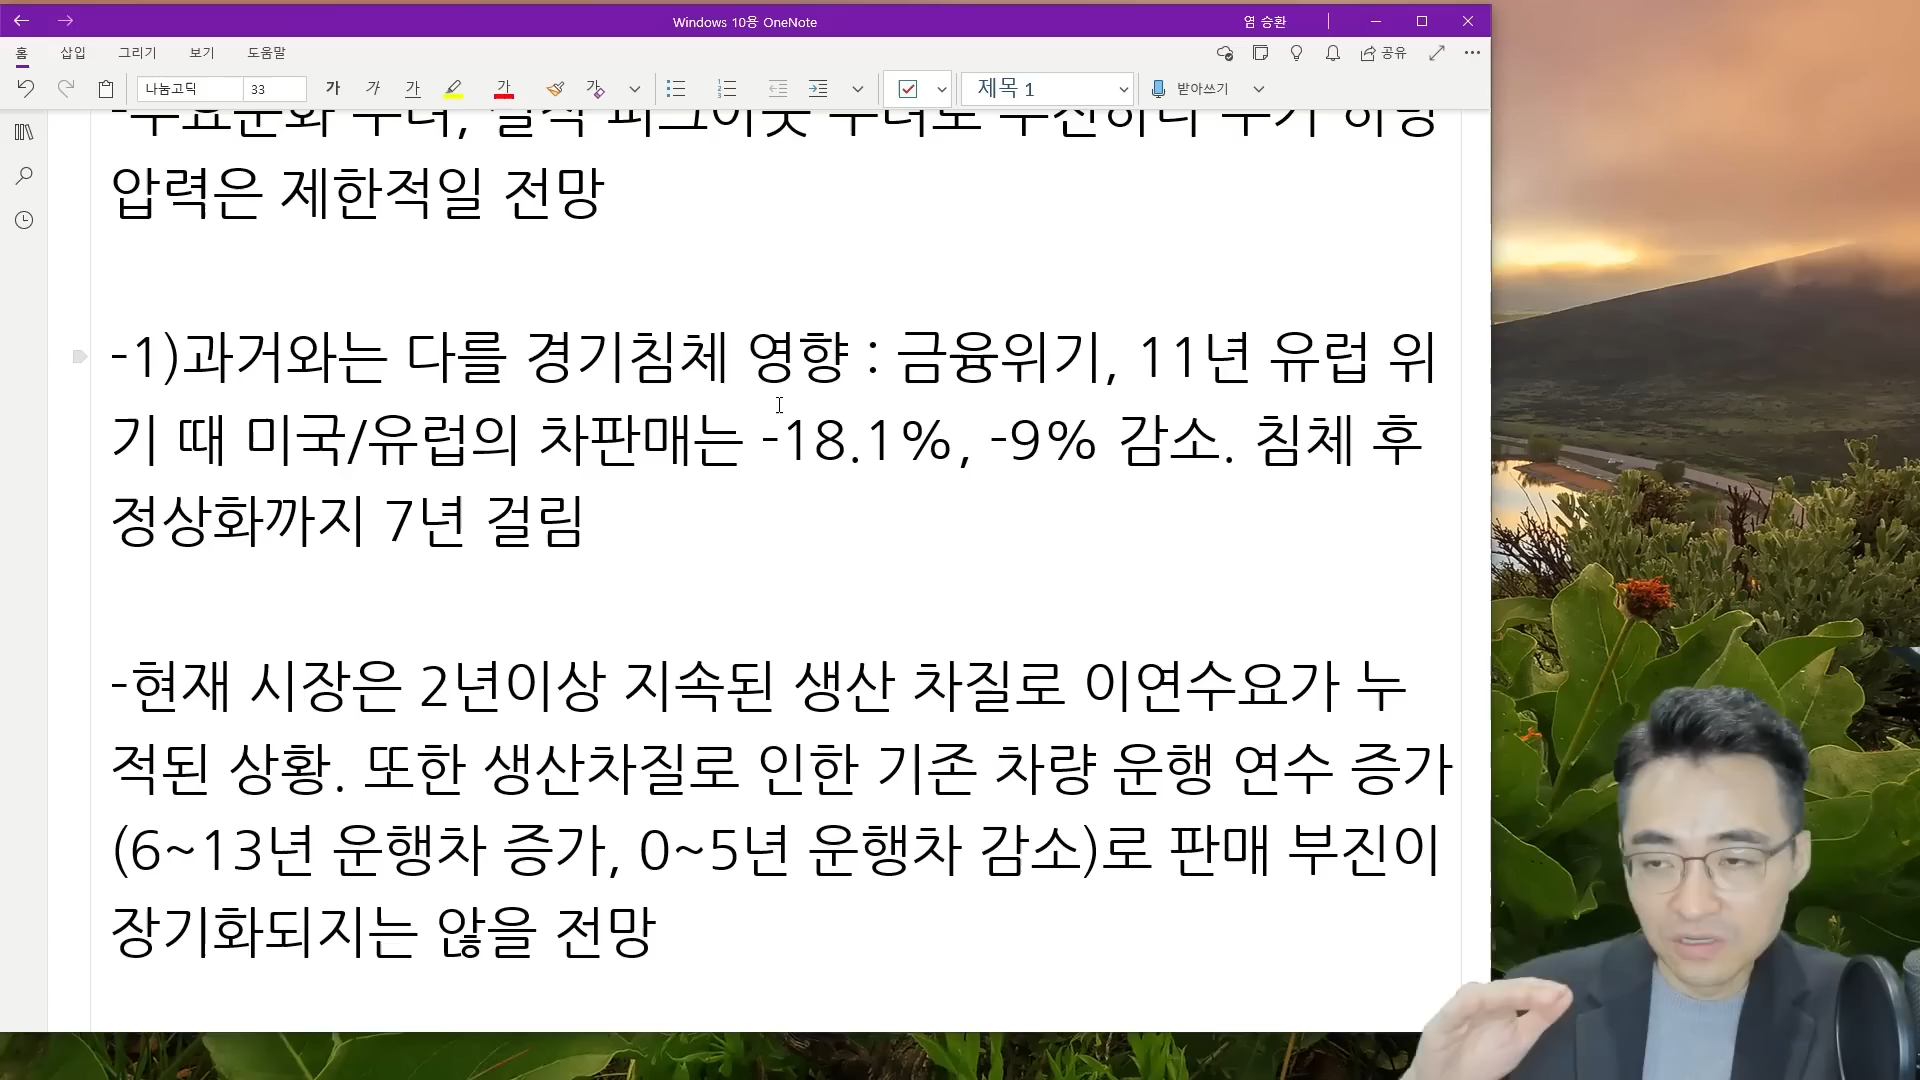 Windows 10용 OneNote
염 승환
홈 삽입 그리기 보기 도움말
공유
나눔고딕 33 가 가 가 가 가 제목 1 받아쓰기
압력은 제한적일 전망
-1)과거와는 다를 경기침체 영향 : 금융위기, 11년 유럽 위
기 때 미국/유럽의 차판매는 -18.1%, -9% 감소. 침체 후
정상화까지 7년 걸림
-현재 시장은 2년이상 지속된 생산 차질로 이연수요가 누
적된 상황. 또한 생산차질로 인한 기존 차량 운행 연수 증가
(6~13년 운행차 증가, 0~5년 운행차 감소)로 판매 부진이
장기화되지는 않을 전망